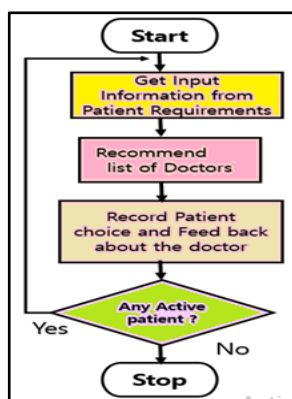 Start
Get Input
Information from
Patient Requirements
Recommend
list of Doctors
Record Patient
choice and Feed back
about the doctor
Any Active
patient ?
Yes
No
Stop